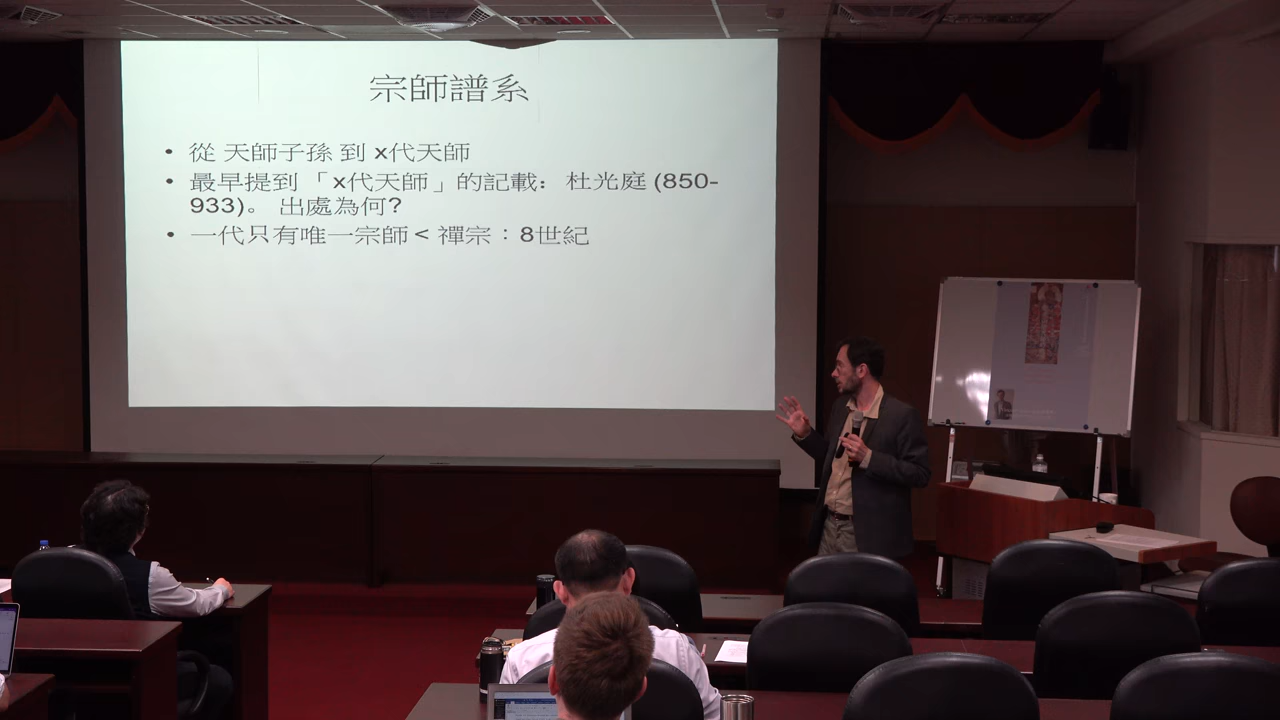 宗師譜系
• 從 天師子孫 到 x代天師
• 最早提到 「x代天師」的記載： 杜光庭 (850-
933)。 出處為何?
• 一代只有唯一宗師 < 禪宗：8世紀